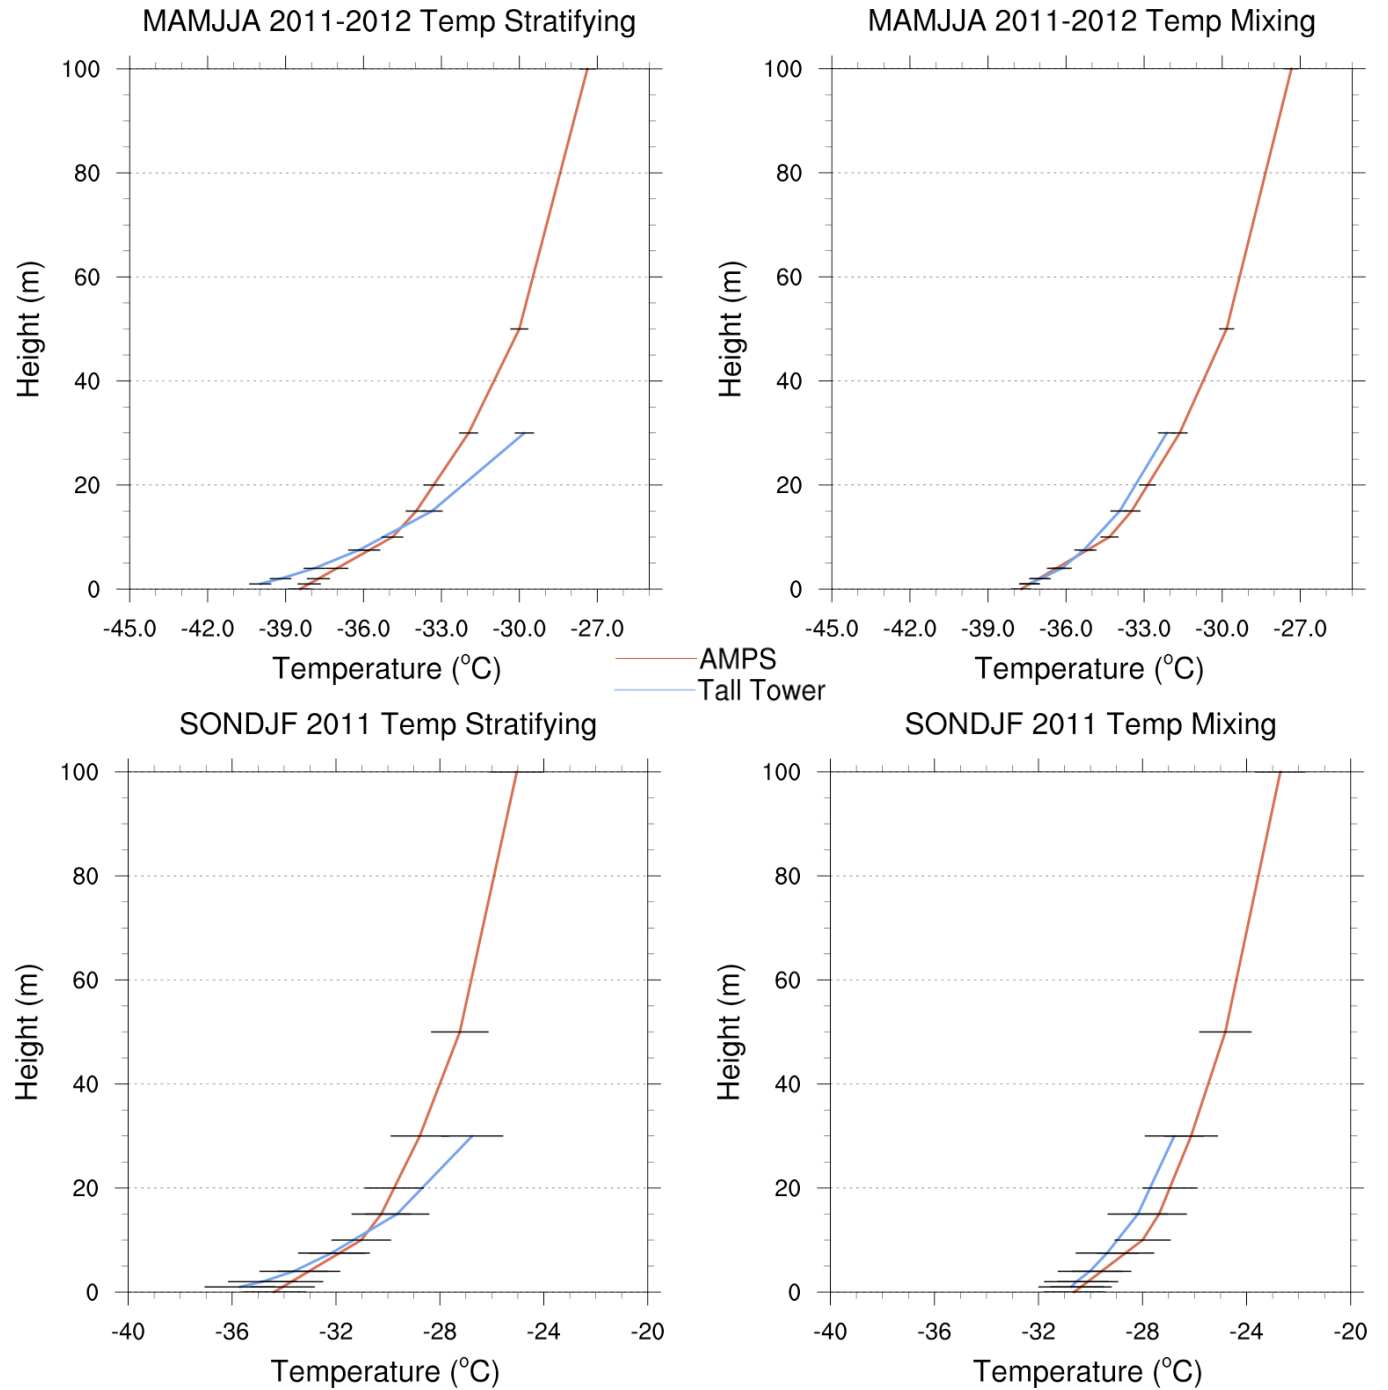 MAMJJA 2011-2012 Temp Stratifying
100
80
60
40
20
0
Height (m)
-45.0 -42.0 -39.0 -36.0 -33.0 -30.0 -27.0
Temperature (°C)
MAMJJA 2011-2012 Temp Mixing
100
80
60
40
20
0
Height (m)
-45.0 -42.0 -39.0 -36.0 -33.0 -30.0 -27.0
Temperature (°C)
AMPS
Tall Tower
SONDJF 2011 Temp Stratifying
100
80
60
40
20
0
Height (m)
-40 -36 -32 -28 -24 -20
Temperature (°C)
SONDJF 2011 Temp Mixing
100
80
60
40
20
0
Height (m)
-40 -36 -32 -28 -24 -20
Temperature (°C)